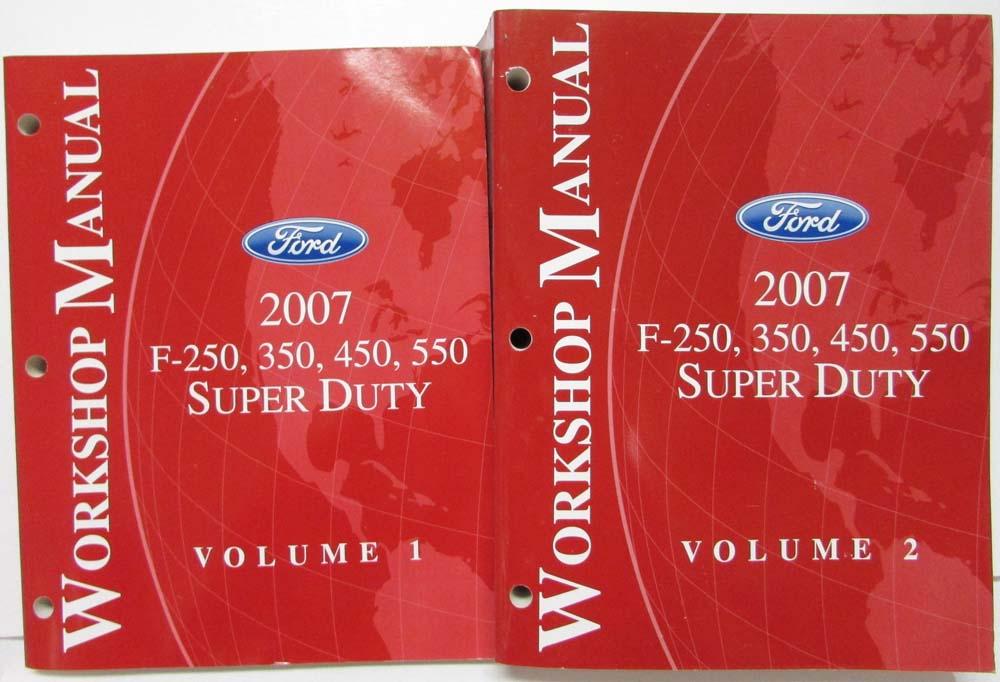 WORKSHOP MANUAL
Ford
2007
F-250, 350, 450, 550
SUPER DUTY
VOLUME 1
WORKSHOP MANUAL
Ford
2007
F-250, 350, 450, 550
SUPER DUTY
VOLUME 2